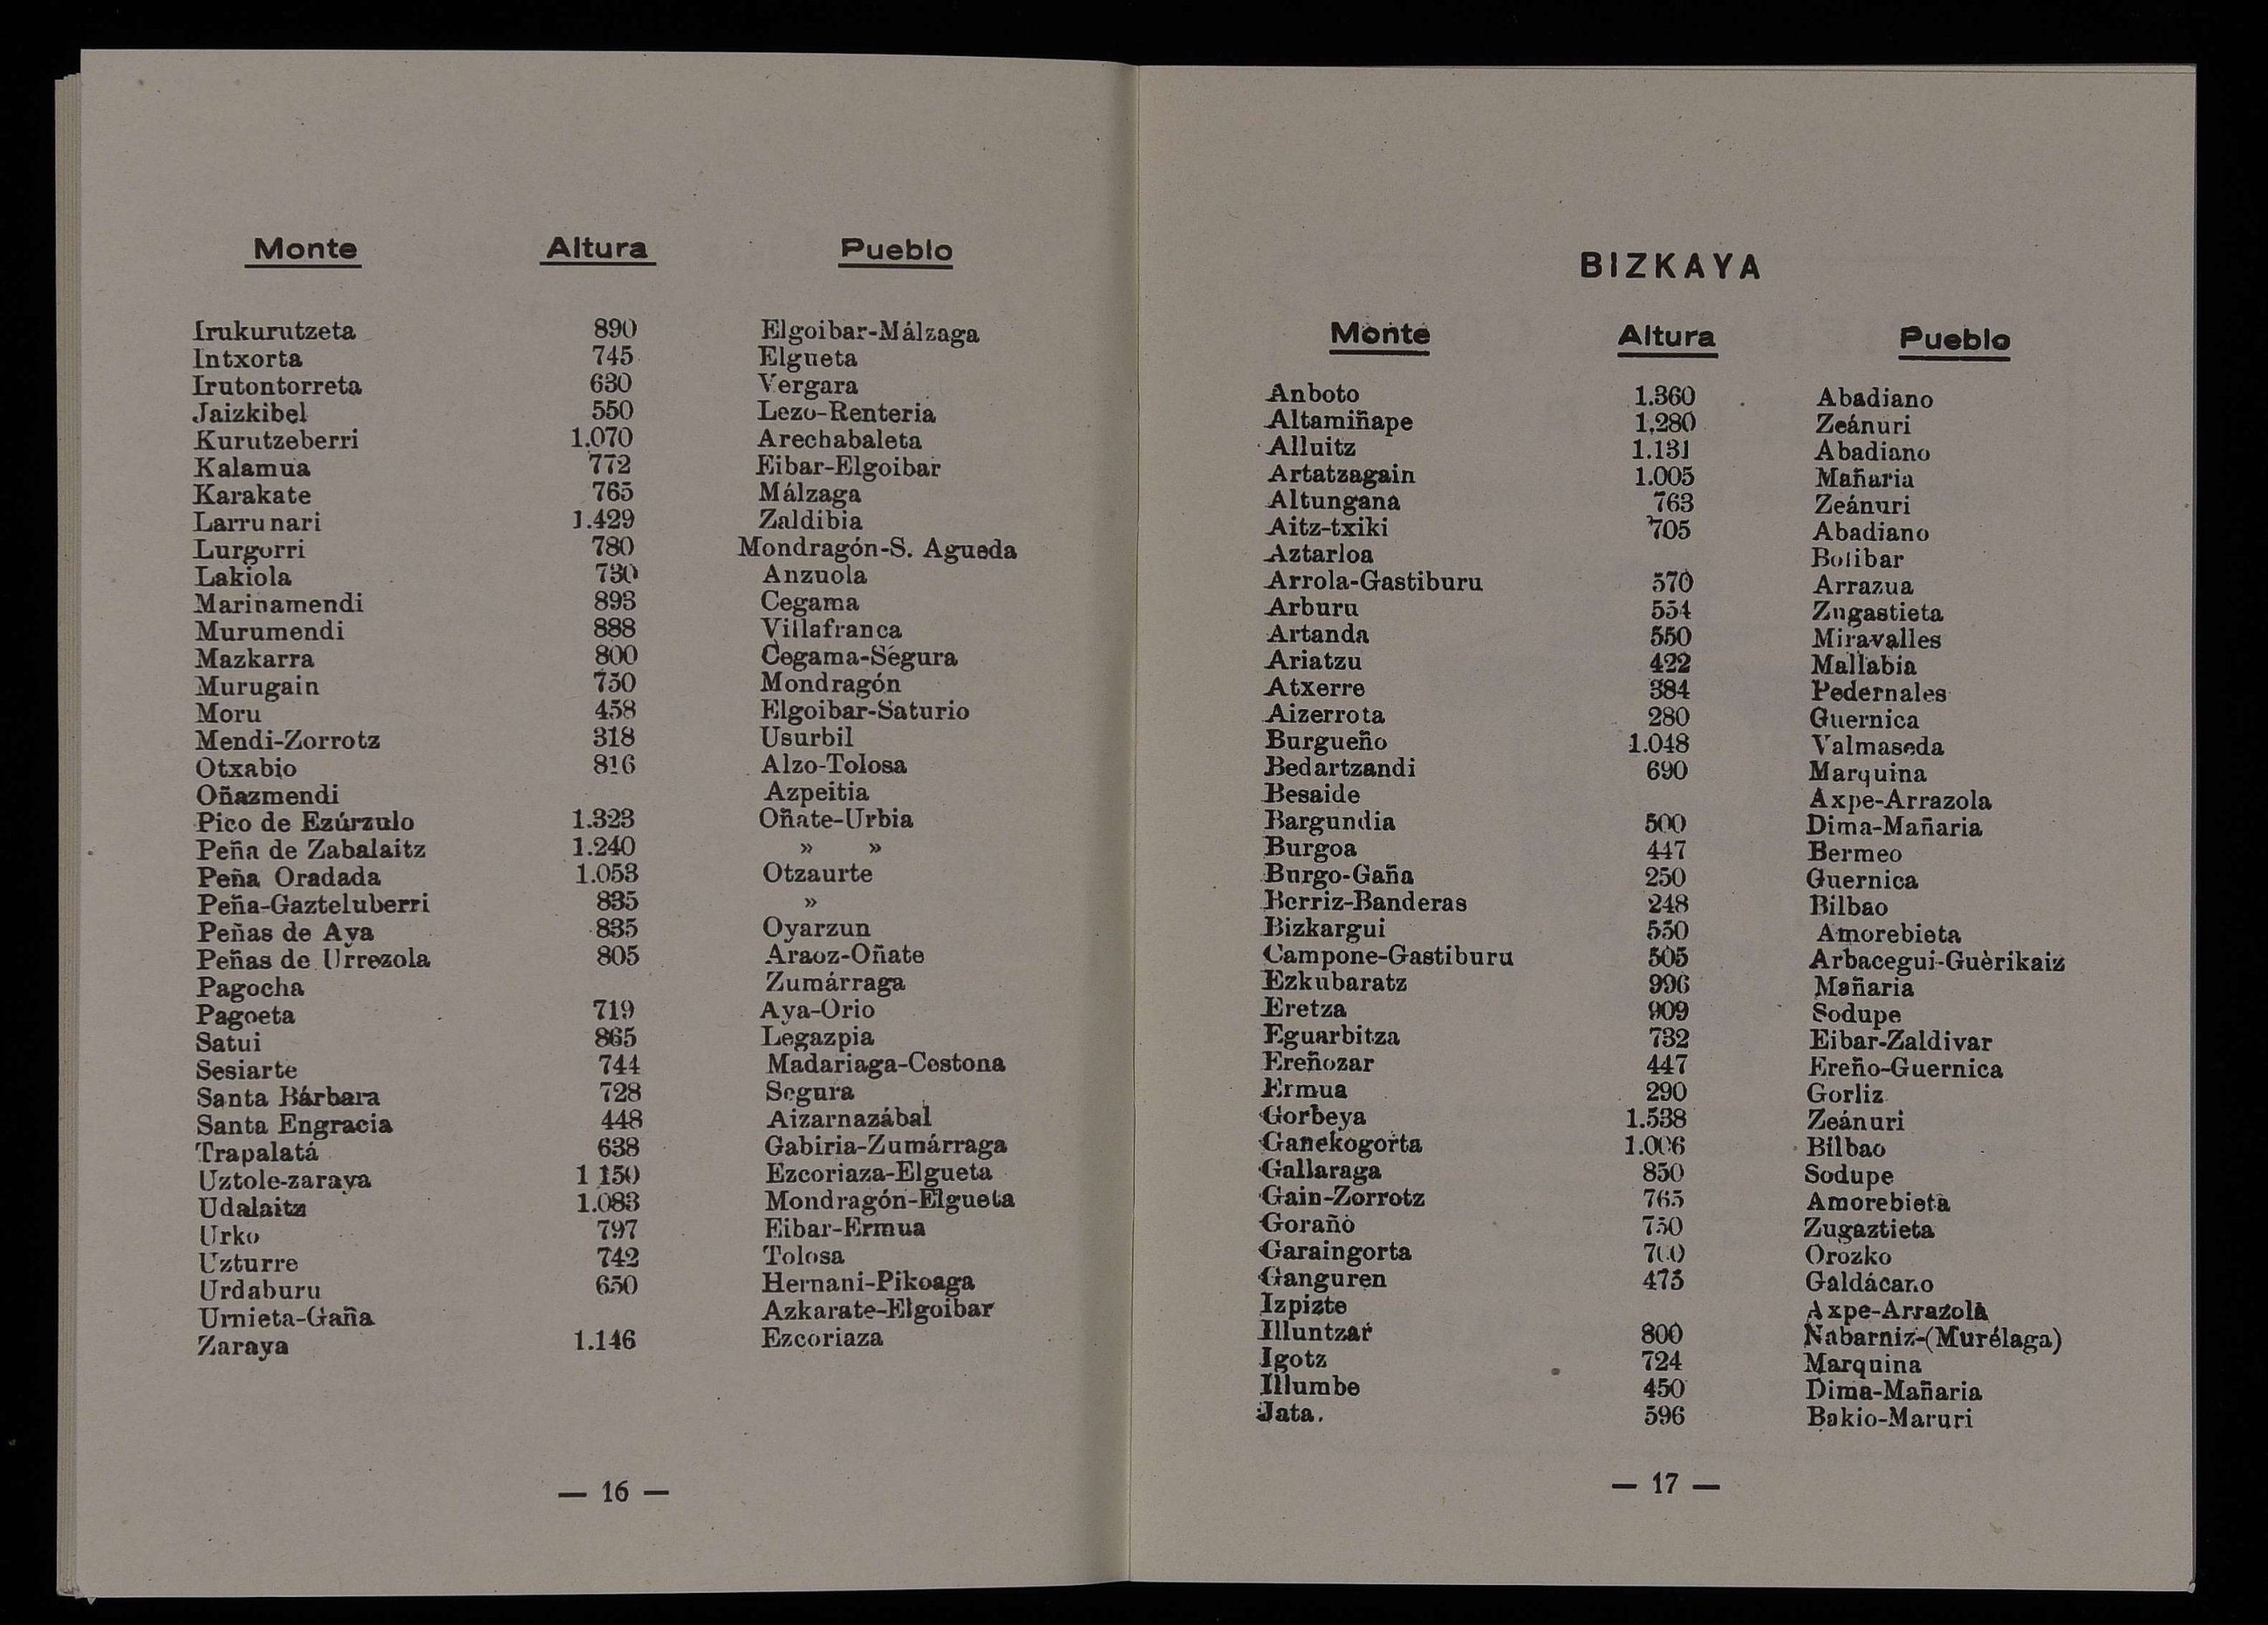 Monte Altura Pueblo
Irukurutzeta 890 Elgoibar-Málzaga
Intxorta 745 Elgueta
Irutontorreta 630 Vergara
Jaizkibel 550 Lezo-Renteria
Kurutzeberri 1.070 Arechabaleta
Kalamua 772 Eibar-Elgoibar
Karakate 765 Málzaga
Larrunari 1.429 Zaldibia
Lurgorri 780 Mondragón-S. Agueda
Lakiola 730 Anzuola
Marinamendi 893 Cegama
Murumendi 888 Villafranca
Mazkarra 800 Cegama-Segura
Murugain 750 Mondragón
Moru 458 Elgoibar-Saturio
Mendi-Zorrotz 318 Usurbil
Otxabio 816 Alzo-Tolosa
Oñazmendi Azpeitia
Pico de Ezúrzulo 1.323 Oñate-Urbia
Peña de Zabalaitz 1.240 » »
Peña Oradada 1.053 Otzaurte
Peña-Gazteluberri 835 »
Peñas de Aya 835 Oyarzun
Peñas de Urrezola 805 Araoz-Oñate
Pagocha Zumárraga
Pagoeta 719 Aya-Orio
Satui 865 Legazpia
Sesiarte 744 Madariaga-Cestona
Santa Bárbara 728 Segura
Santa Engracia 448 Aizarnazábal
Trapalatá 638 Gabiria-Zumárraga
Uztole-zaraya 1 150 Ezcoriaza-Elgueta
Udalaitz 1.083 Mondragón-Elgueta
Urko 797 Eibar-Ermua
Uzturre 742 Tolosa
Urdaburu 650 Hernani-Pikoaga
Urnieta-Gaña Azkarate-Elgoibar
Zaraya 1.146 Ezcoriaza
— 16 —
BIZKAYA
Monte Altura Pueblo
Anboto 1.360 Abadiano
Altamiñape 1.280 Zeánuri
Alluitz 1.131 Abadiano
Artatzagain 1.005 Mañaria
Altungana 763 Zeánuri
Aitz-txiki 705 Abadiano
Aztarloa Bolibar
Arrola-Gastiburu 570 Arrazua
Arburu 554 Zugastieta
Artanda 550 Miravalles
Ariatzu 422 Mallabia
Atxerre 384 Pedernales
Aizerrota 280 Guernica
Burgueño 1.048 Valmaseda
Bedartzandi 690 Marquina
Besaide Axpe-Arrazola
Bargundia 500 Dima-Mañaria
Burgoa 447 Bermeo
Burgo-Gaña 250 Guernica
Berriz-Banderas 248 Bilbao
Bizkargui 550 Amorebieta
Campone-Gastiburu 505 Arbacegui-Guèrikaiz
Ezkubaratz 996 Mañaria
Eretza 909 Sodupe
Eguarbitza 732 Eibar-Zaldivar
Ereñozar 447 Ereño-Guernica
Ermua 290 Gorliz
Gorbeya 1.538 Zeánuri
Ganekogorta 1.006 Bilbao
Gallaraga 850 Sodupe
Gain-Zorrotz 765 Amorebieta
Goraño 750 Zugaztieta
Garaingorta 700 Orozko
Ganguren 475 Galdácano
Izpizte Axpe-Arrazola
Illuntzar 800 Nabarniz-(Murélaga)
Igotz 724 Marquina
Illumbe 450 Dima-Mañaria
Jata. 596 Bakio-Maruri
— 17 —